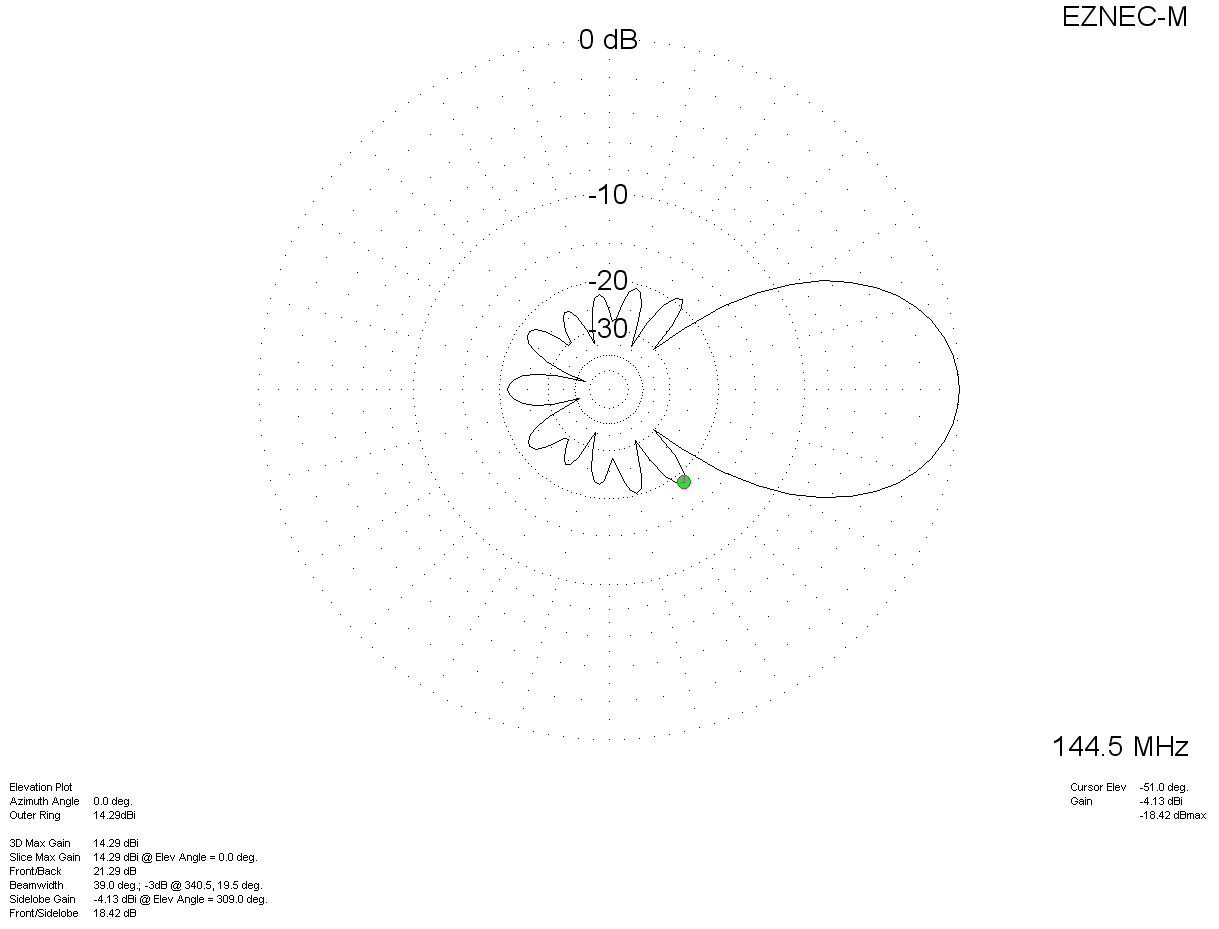 EZNEC-M
0 dB
-10
-20
-30
144.5 MHz
Elevation Plot
Azimuth Angle 0.0 deg.
Outer Ring 14.29dBi
3D Max Gain 14.29 dBi
Slice Max Gain 14.29 dBi @ Elev Angle = 0.0 deg.
Front/Back 21.29 dB
Beamwidth 39.0 deg.; -3dB @ 340.5, 19.5 deg.
Sidelobe Gain -4.13 dBi @ Elev Angle = 309.0 deg.
Front/Sidelobe 18.42 dB
Cursor Elev -51.0 deg.
Gain -4.13 dBi
-18.42 dBmax